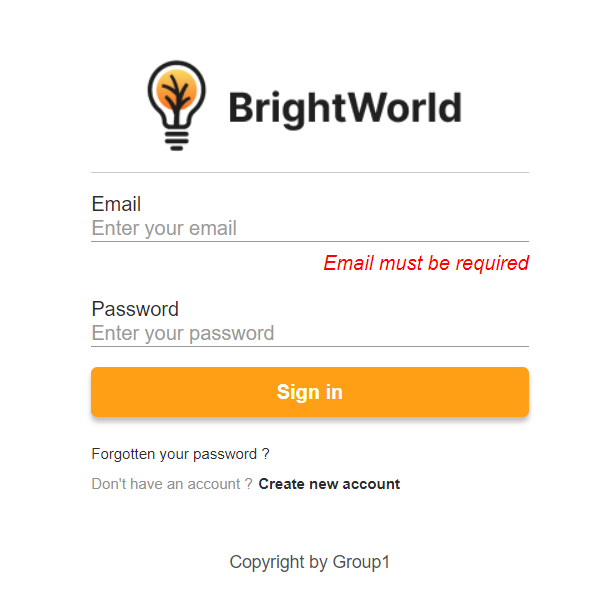 BrightWorld
Email
Enter your email
Email must be required
Password
Enter your password
Sign in
Forgotten your password ?
Don't have an account ? Create new account
Copyright by Group1